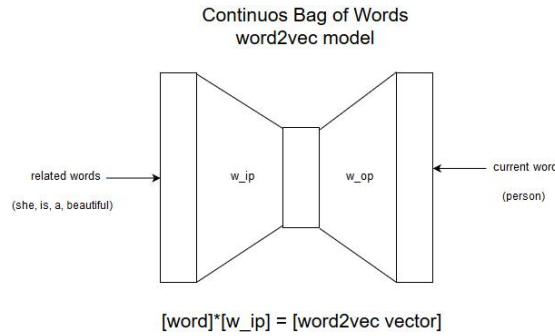 Continuos Bag of Words
word2vec model
related words
(she, is, a, beautiful)
w_ip
w_op
current word
(person)
[word]*[w_ip] = [word2vec vector]